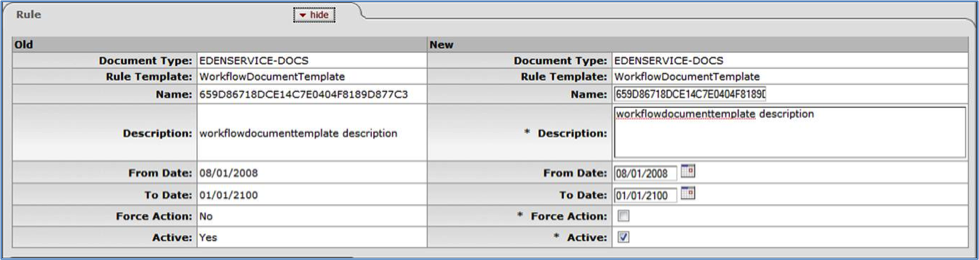 Rule hide
Old New
Document Type: EDENSERVICE-DOCS Document Type: EDENSERVICE-DOCS
Rule Template: WorkflowDocumentTemplate Rule Template: WorkflowDocumentTemplate
Name: 659D86718DCE14C7E0404F8189D877C3 Name: 659D86718DCE14C7E0404F8189D
workflowdocumenttemplate description
Description: workflowdocumenttemplate description * Description:
From Date: 08/01/2008 From Date: 08/01/2008
To Date: 01/01/2100 To Date: 01/01/2100
Force Action: No * Force Action:
Active: Yes * Active: